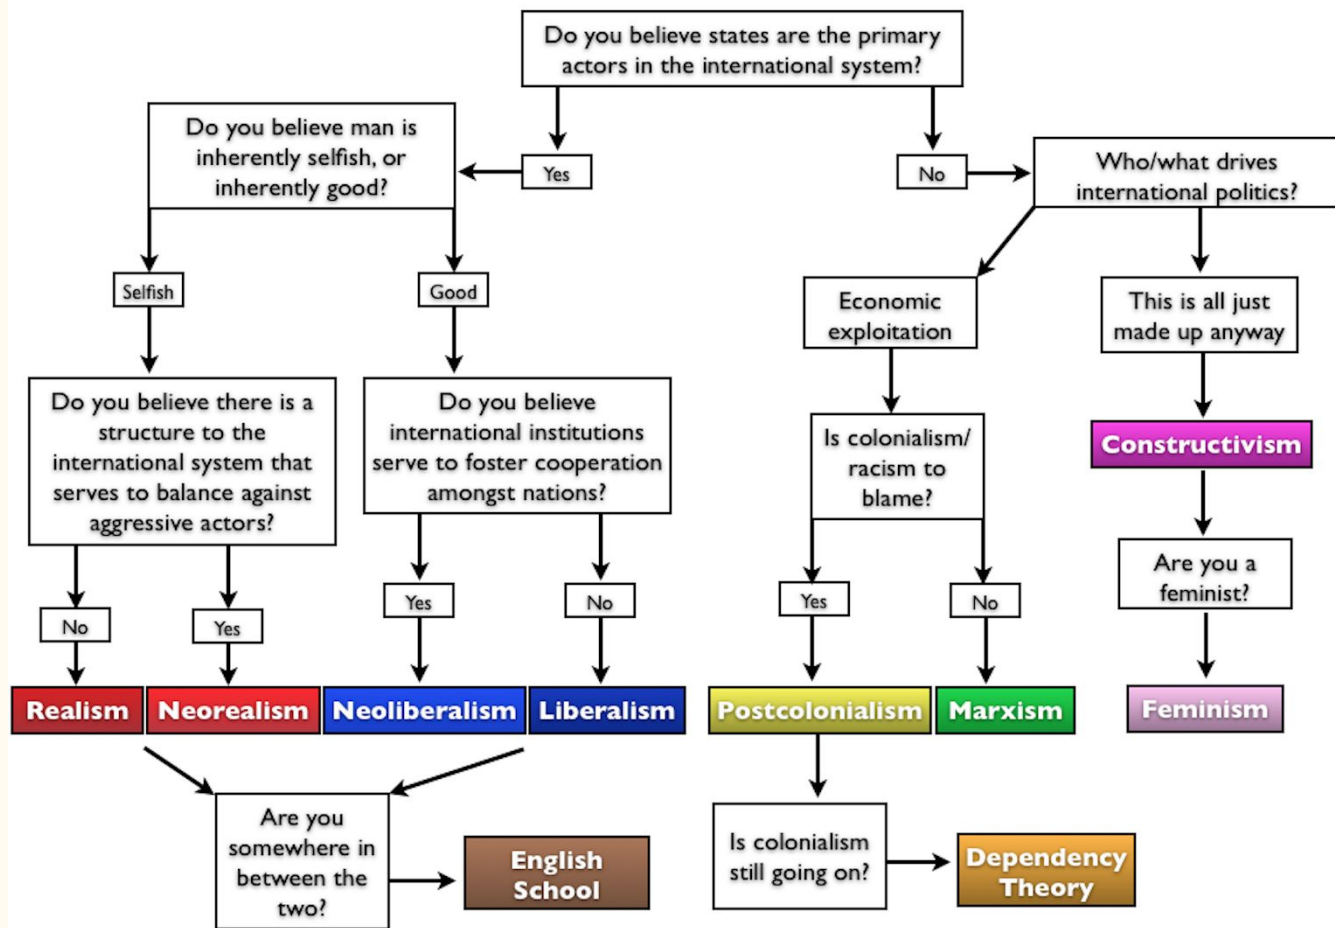 Do you believe states are the primary
actors in the international system?
Do you believe man is
inherently selfish, or
inherently good?
Yes
No
Who/what drives
international politics?
Selfish
Good
Economic
exploitation
This is all just
made up anyway
Do you believe there is a
structure to the
international system that
serves to balance against
aggressive actors?
Do you believe
international institutions
serve to foster cooperation
amongst nations?
Is colonialism/
racism to
blame?
Constructivism
Are you a
feminist?
No
Yes
Yes
No
Yes
No
Realism
Neorealism
Neoliberalism
Liberalism
Postcolonialism
Marxism
Feminism
Are you
somewhere in
between the
two?
English
School
Is colonialism
still going on?
Dependency
Theory